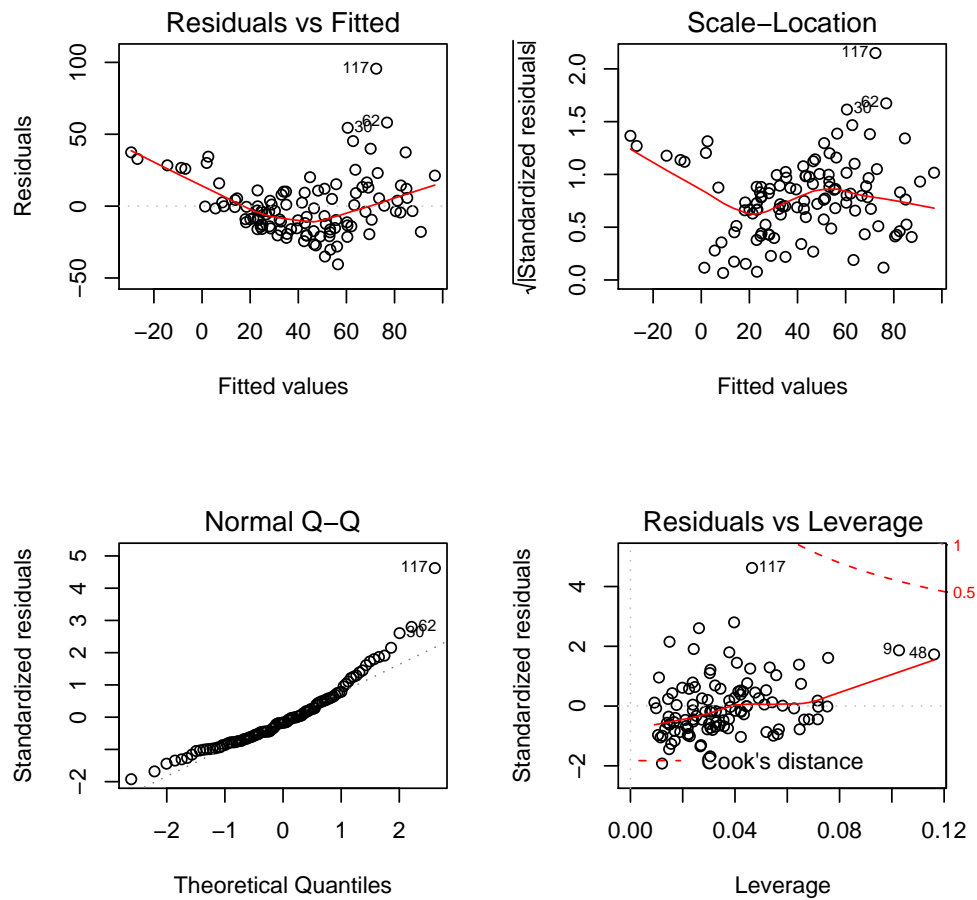 Residuals vs Fitted
Residuals
100
50
0
−50
117
62
30
−20 0 20 40 60 80
Fitted values
Scale−Location
√|Standardized residuals|
2.0
1.5
1.0
0.5
0.0
117
62
30
−20 0 20 40 60 80
Fitted values
Normal Q−Q
Standardized residuals
5
4
3
2
1
0
−1
−2
117
62
30
−2 −1 0 1 2
Theoretical Quantiles
Residuals vs Leverage
Standardized residuals
4
2
0
−2
117
9
48
1
0.5
Cook's distance
0.00 0.04 0.08 0.12
Leverage